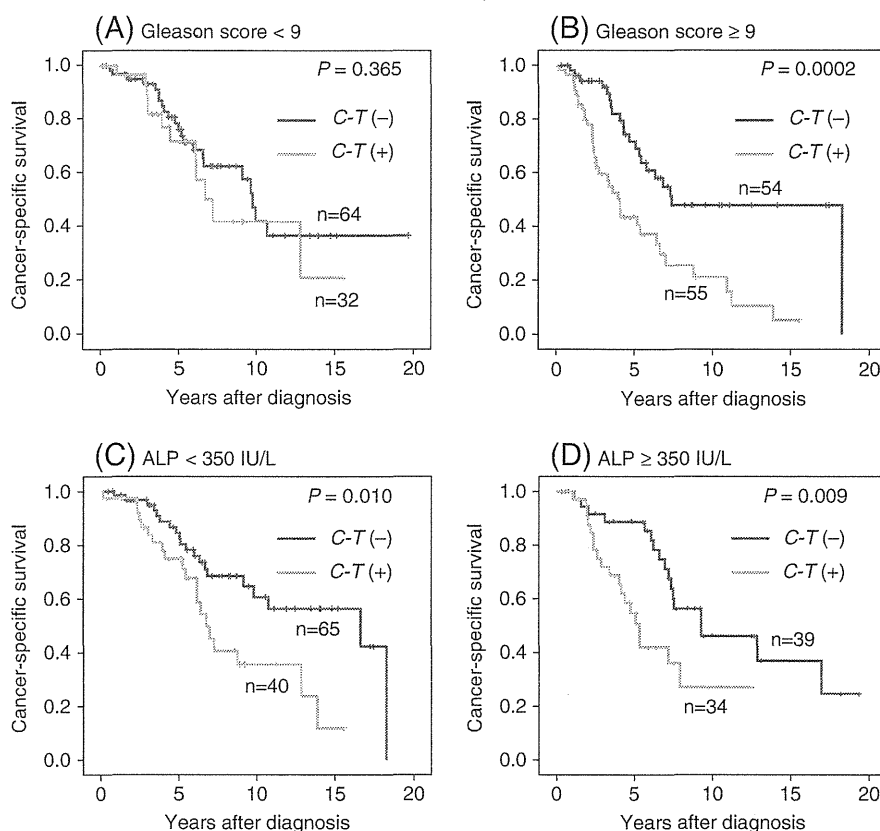 (A) Gleason score < 9
P = 0.365
C-T (–)
C-T (+)
n=64
n=32
Cancer-specific survival
1.0
0.8
0.6
0.4
0.2
0.0
0 5 10 15 20
Years after diagnosis
(B) Gleason score ≥ 9
P = 0.0002
C-T (–)
C-T (+)
n=54
n=55
Cancer-specific survival
1.0
0.8
0.6
0.4
0.2
0.0
0 5 10 15 20
Years after diagnosis
(C) ALP < 350 IU/L
P = 0.010
C-T (–)
C-T (+)
n=65
n=40
Cancer-specific survival
1.0
0.8
0.6
0.4
0.2
0.0
0 5 10 15 20
Years after diagnosis
(D) ALP ≥ 350 IU/L
P = 0.009
C-T (–)
C-T (+)
n=39
n=34
Cancer-specific survival
1.0
0.8
0.6
0.4
0.2
0.0
0 5 10 15 20
Years after diagnosis